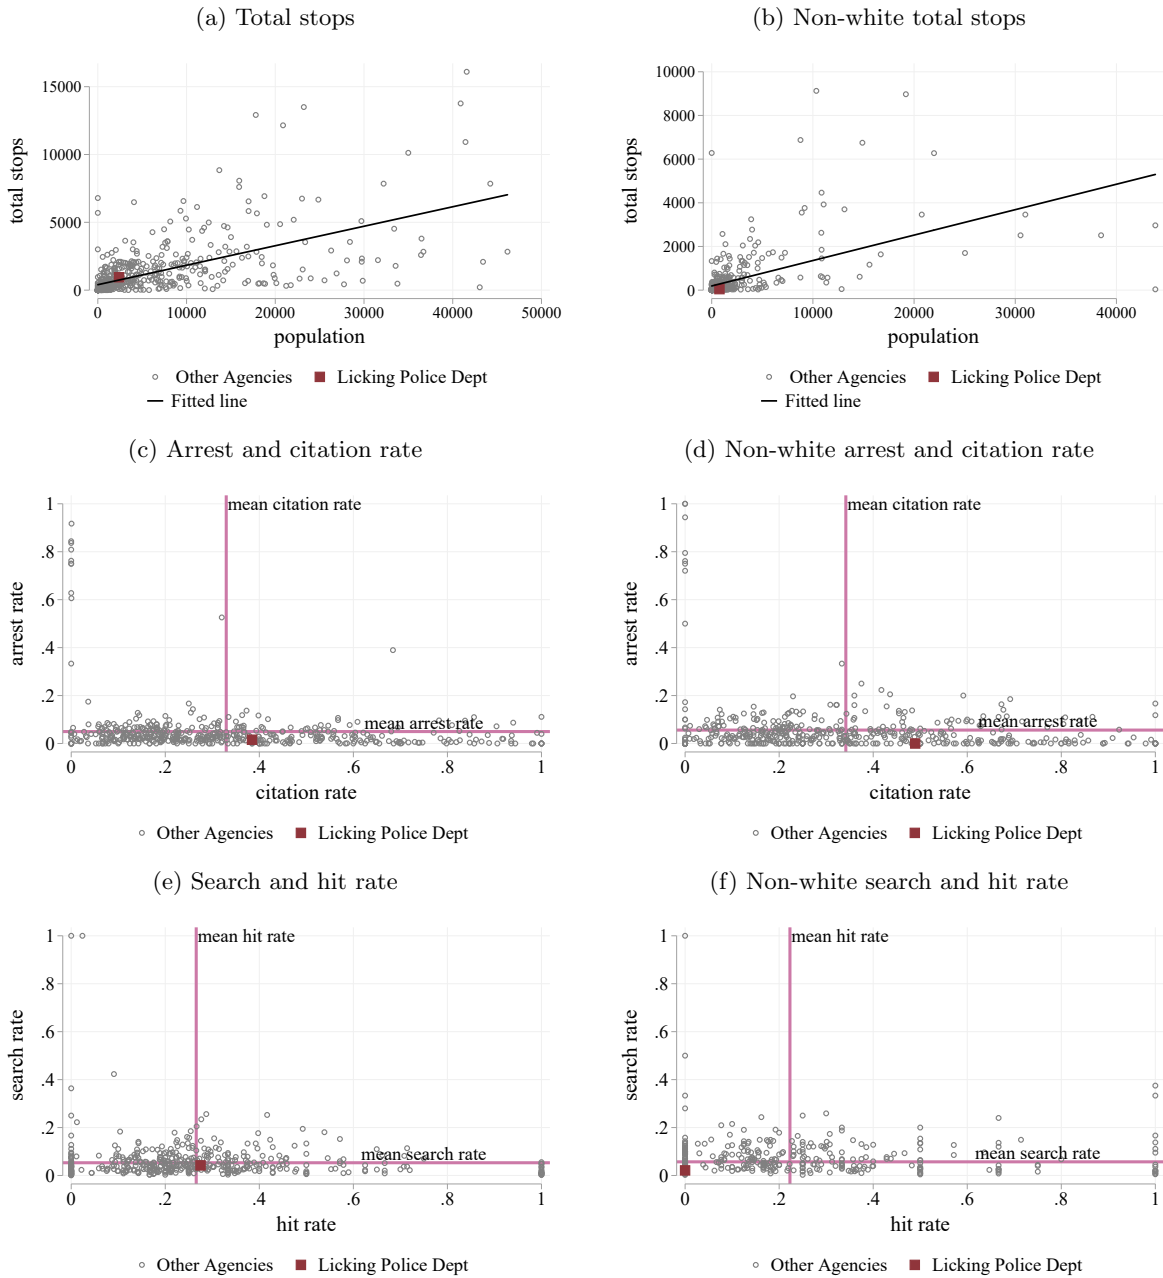 (a) Total stops
15000
10000
5000
0
total stops
0 10000 20000 30000 40000 50000
population
Other Agencies Licking Police Dept
Fitted line
(b) Non-white total stops
10000
8000
6000
4000
2000
0
total stops
0 10000 20000 30000 40000
population
Other Agencies Licking Police Dept
Fitted line
(c) Arrest and citation rate
mean citation rate
1
.8
.6
.4
.2
0
arrest rate
mean arrest rate
0 .2 .4 .6 .8 1
citation rate
Other Agencies Licking Police Dept
(d) Non-white arrest and citation rate
mean citation rate
1
.8
.6
.4
.2
0
arrest rate
mean arrest rate
0 .2 .4 .6 .8 1
citation rate
Other Agencies Licking Police Dept
(e) Search and hit rate
mean hit rate
1
.8
.6
.4
.2
0
search rate
mean search rate
0 .2 .4 .6 .8 1
hit rate
Other Agencies Licking Police Dept
(f) Non-white search and hit rate
mean hit rate
1
.8
.6
.4
.2
0
search rate
mean search rate
0 .2 .4 .6 .8 1
hit rate
Other Agencies Licking Police Dept